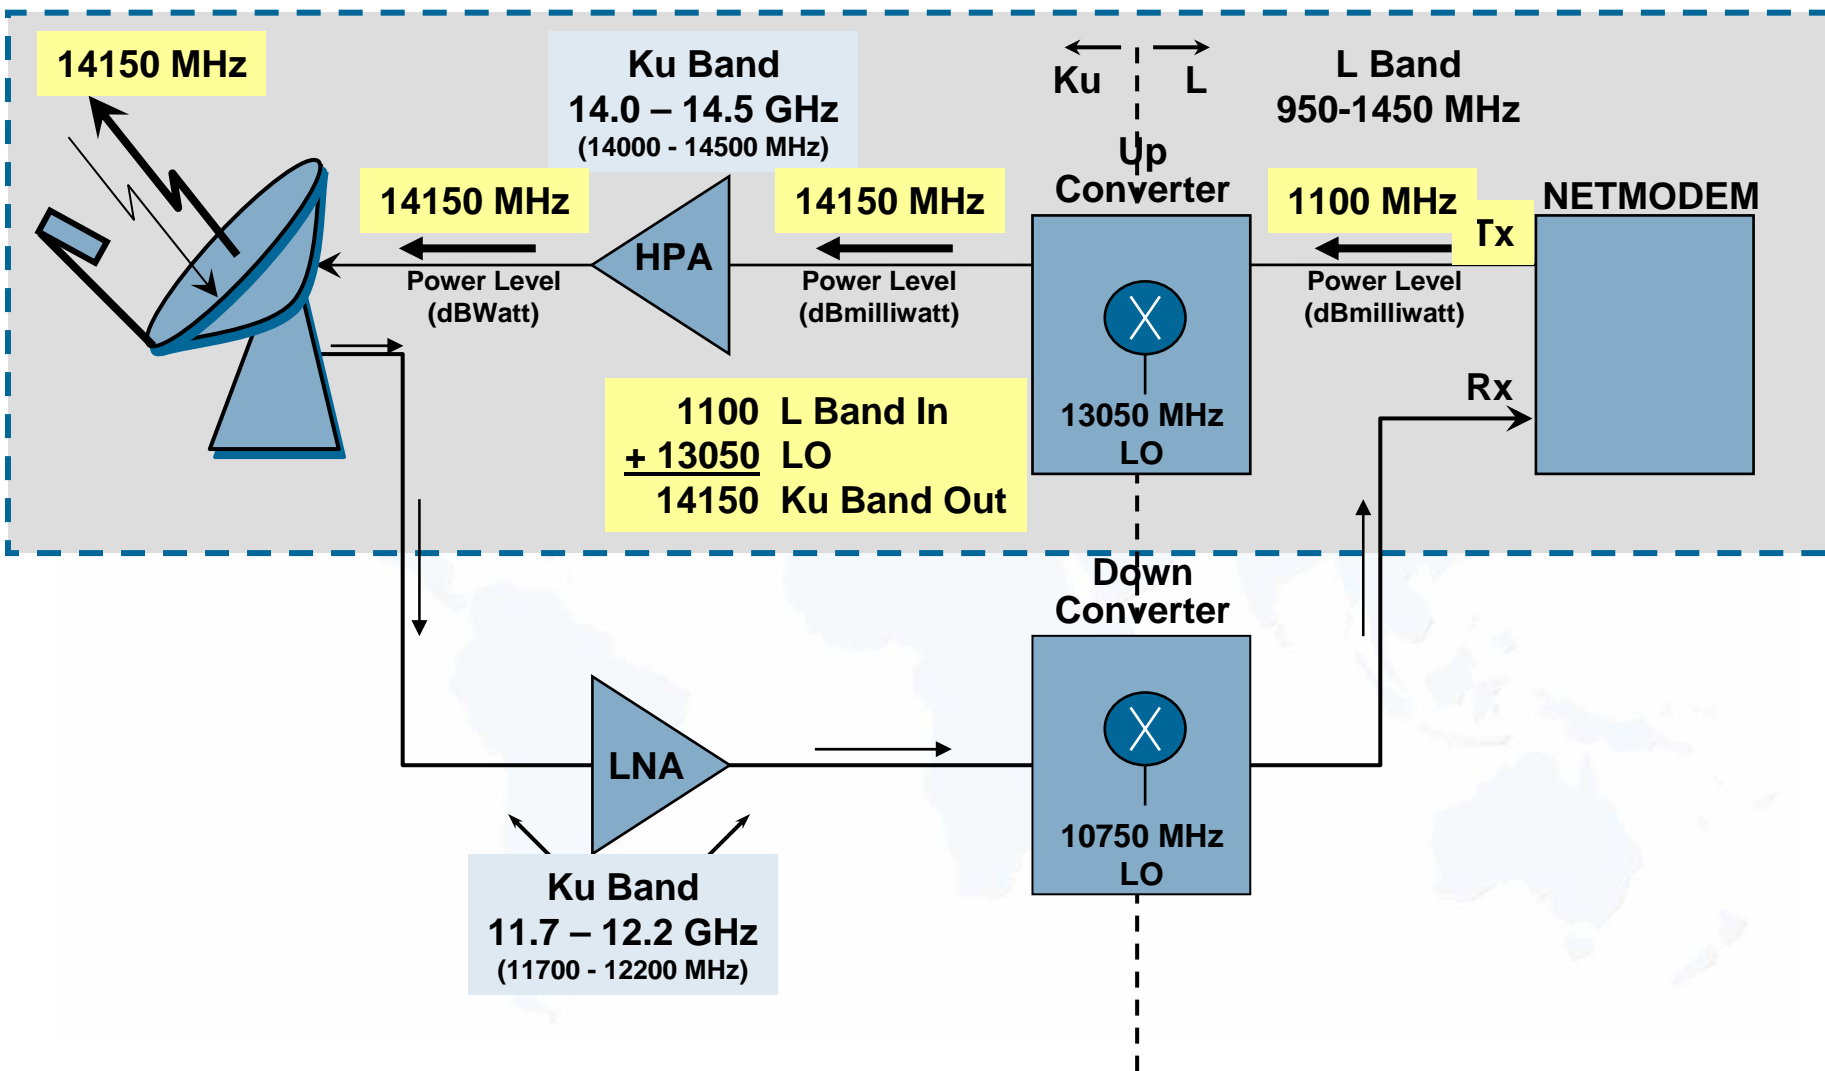 14150 MHz
Ku Band
14.0 – 14.5 GHz
(14000 - 14500 MHz)
Ku
L
L Band
950-1450 MHz
Up
Converter
14150 MHz
14150 MHz
1100 MHz
NETMODEM
Tx
HPA
Power Level
(dBWatt)
Power Level
(dBmilliwatt)
Power Level
(dBmilliwatt)
13050 MHz
LO
Rx
1100 L Band In
+ 13050 LO
14150 Ku Band Out
Down
Converter
LNA
10750 MHz
LO
Ku Band
11.7 – 12.2 GHz
(11700 - 12200 MHz)